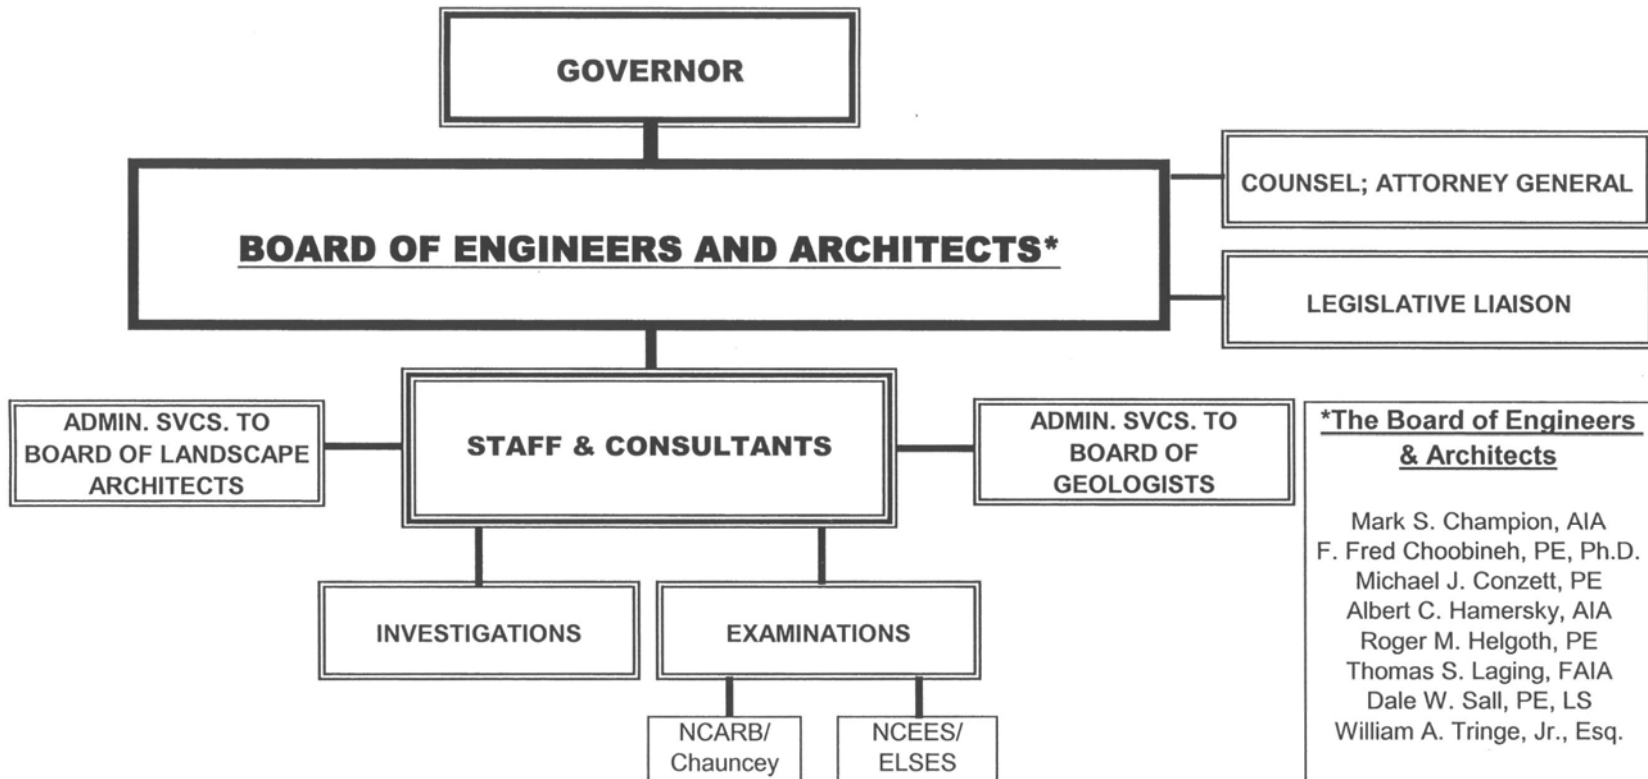 GOVERNOR
BOARD OF ENGINEERS AND ARCHITECTS*
COUNSEL; ATTORNEY GENERAL
LEGISLATIVE LIAISON
ADMIN. SVCS. TO
BOARD OF LANDSCAPE
ARCHITECTS
STAFF & CONSULTANTS
ADMIN. SVCS. TO
BOARD OF
GEOLOGISTS
INVESTIGATIONS
EXAMINATIONS
NCARB/
Chauncey
NCEES/
ELSES
*The Board of Engineers
& Architects
Mark S. Champion, AIA
F. Fred Choobineh, PE, Ph.D.
Michael J. Conzett, PE
Albert C. Hamersky, AIA
Roger M. Helgoth, PE
Thomas S. Laging, FAIA
Dale W. Sall, PE, LS
William A. Tringe, Jr., Esq.